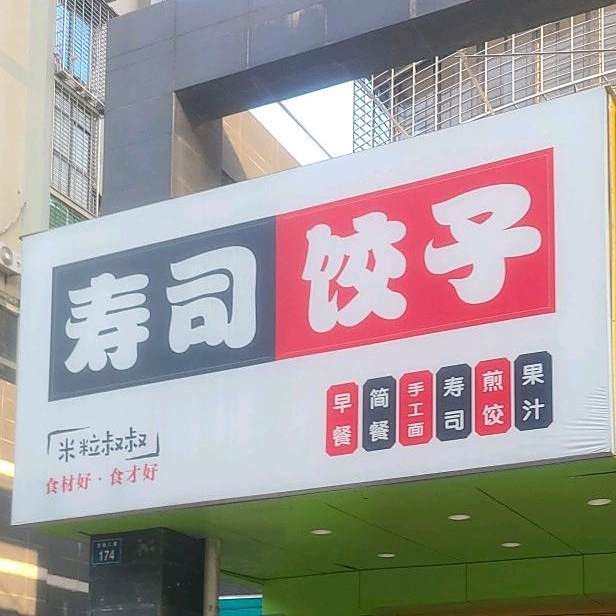 寿司 饺子
早餐 简餐 手工面 寿司 煎饺 果汁
米粒叔叔
食材好·食才好
174